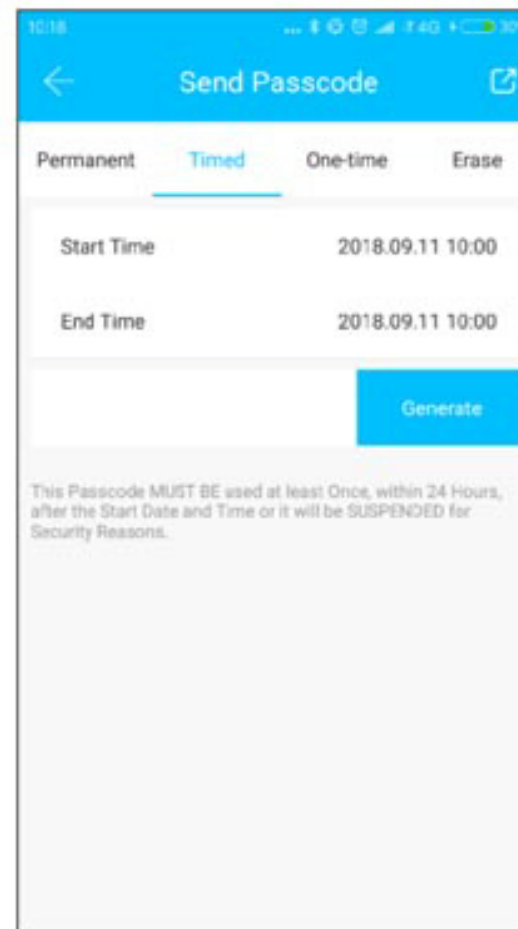 10:18 ... 4G 30%
Send Passcode
Permanent Timed One-time Erase
Start Time 2018.09.11 10:00
End Time 2018.09.11 10:00
Generate
This Passcode MUST BE used at least Once, within 24 Hours,
after the Start Date and Time or it will be SUSPENDED for
Security Reasons.